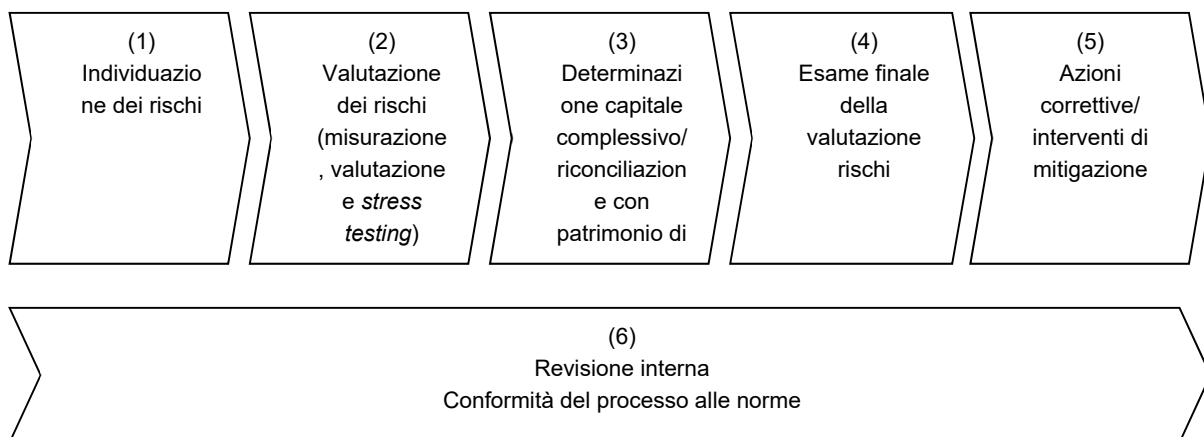 (1)
Individuazio
ne dei rischi
(2)
Valutazione
dei rischi
(misurazione
, valutazione
e stress
testing)
(3)
Determinazi
one capitale
complessivo/
riconciliazion
e con
patrimonio di
(4)
Esame finale
della
valutazione
rischi
(5)
Azioni
correttive/
interventi di
mitigazione
(6)
Revisione interna
Conformità del processo alle norme